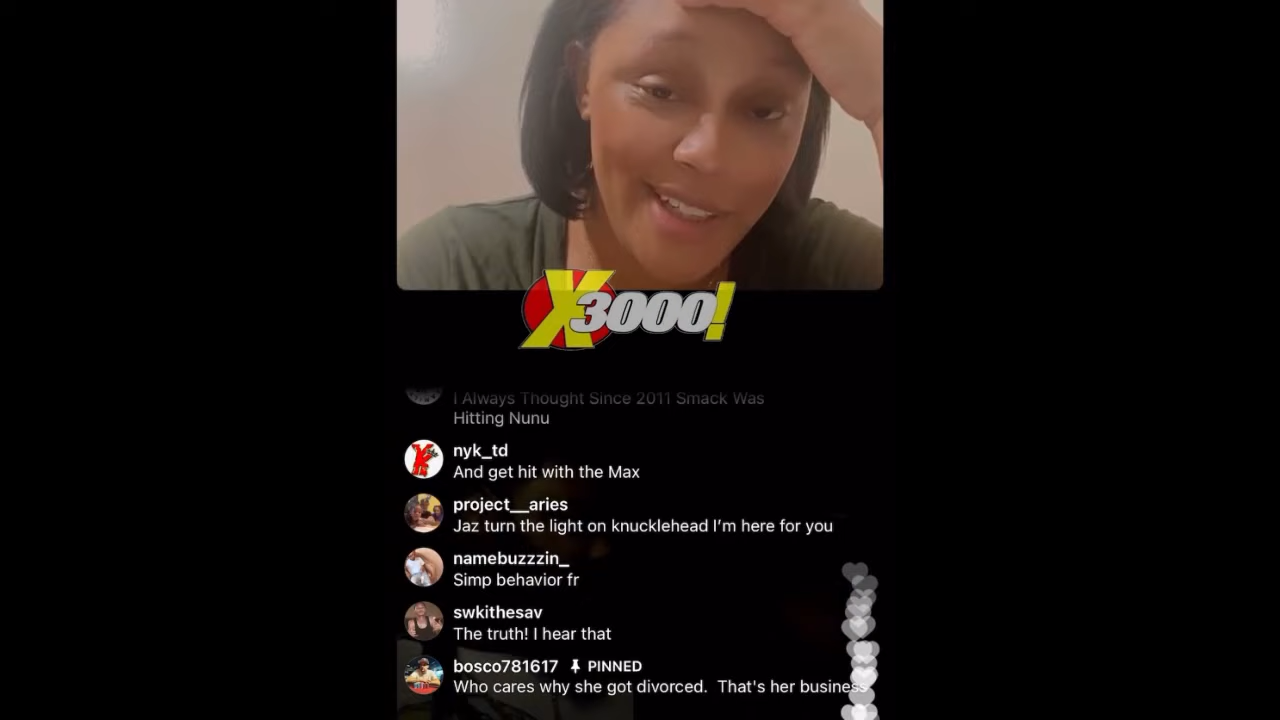 X3000!
I Always Thought Since 2011 Smack Was
Hitting Nunu
nyk_td
And get hit with the Max
project__aries
Jaz turn the light on knucklehead I'm here for you
namebuzzzin_
Simp behavior fr
swkithesav
The truth! I hear that
bosco781617 PINNED
Who cares why she got divorced.  That's her business